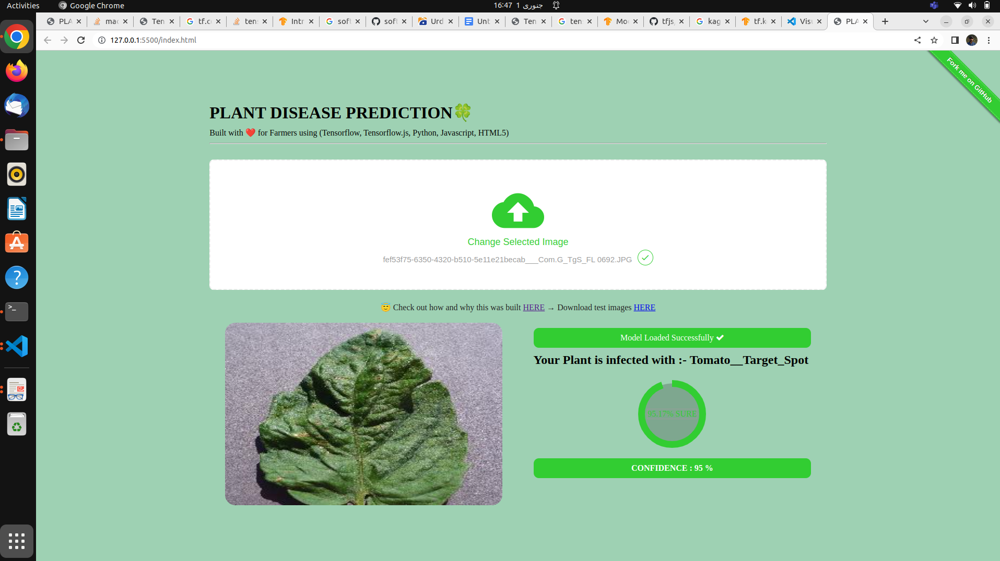 Activities Google Chrome 16:47 1 جنوری
PLA mac Ten tf.c tens Intr soft soft Urd Unt Ten tens Mo tfjs, kag tf.k Visu PLA
127.0.0.1:5500/index.html
Fork me on GitHub
PLANT DISEASE PREDICTION🍀
Built with ❤️ for Farmers using (Tensorflow, Tensorflow.js, Python, Javascript, HTML5)
Change Selected Image
fef53f75-6350-4320-b510-5e11e21becab___Com.G_TgS_FL 0692.JPG
😇 Check out how and why this was built HERE → Download test images HERE
Model Loaded Successfully ✔
Your Plant is infected with :- Tomato__Target_Spot
95.17% SURE
CONFIDENCE : 95 %